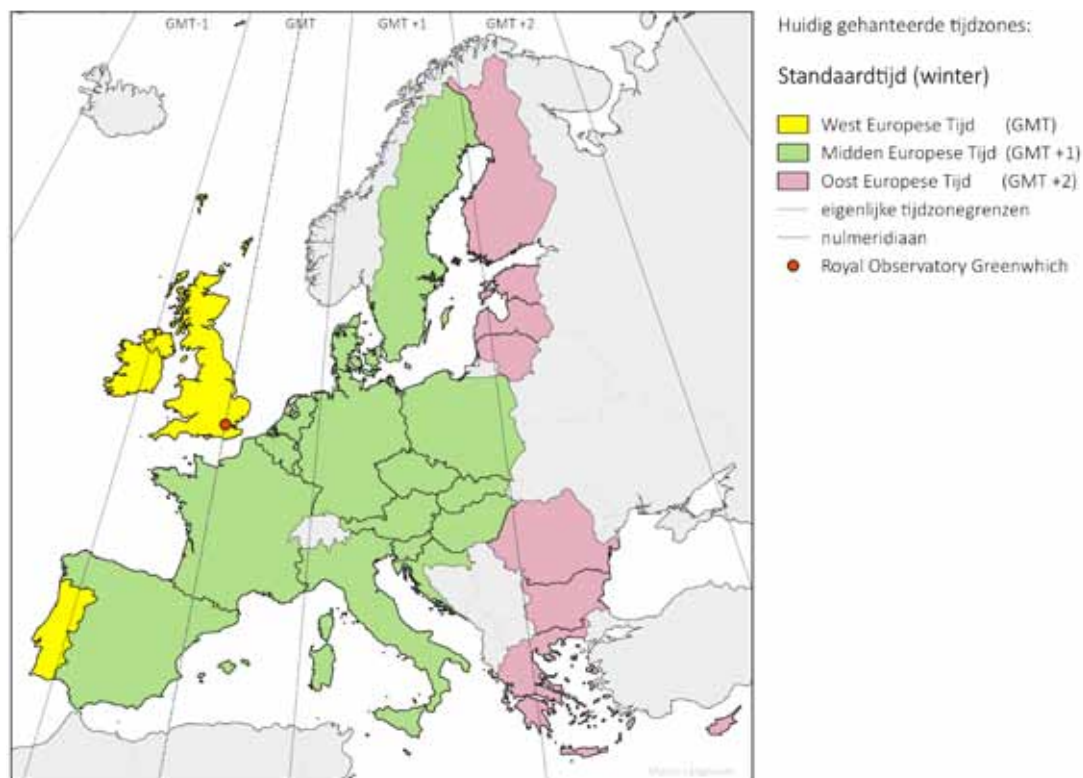 GMT-1 GMT GMT +1 GMT +2
Huidig gehanteerde tijdzones:
Standaardtijd (winter)
West Europese Tijd (GMT)
Midden Europese Tijd (GMT +1)
Oost Europese Tijd (GMT +2)
eigenlijke tijdzonegrenzen
nulmeridiaan
Royal Observatory Greenwhich